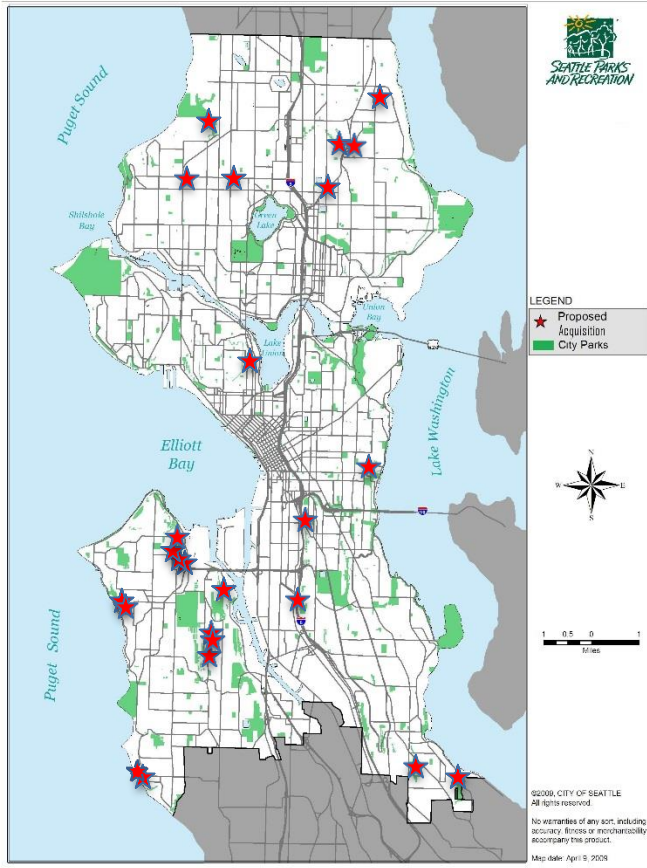 SEATTLE PARKS
AND RECREATION
Puget Sound
Shilshole
Bay
Green
Lake
5
Union
Bay
Lake
Union
LEGEND
Proposed
Acquisition
City Parks
Lake Washington
Elliott
Bay
N
W E
S
Puget Sound
1 0.5 0 1
Miles
©2009, CITY OF SEATTLE
All rights reserved
No warranties of any sort, including
accuracy, fitness or merchantability
accompany this product.
Map date: April 9, 2009